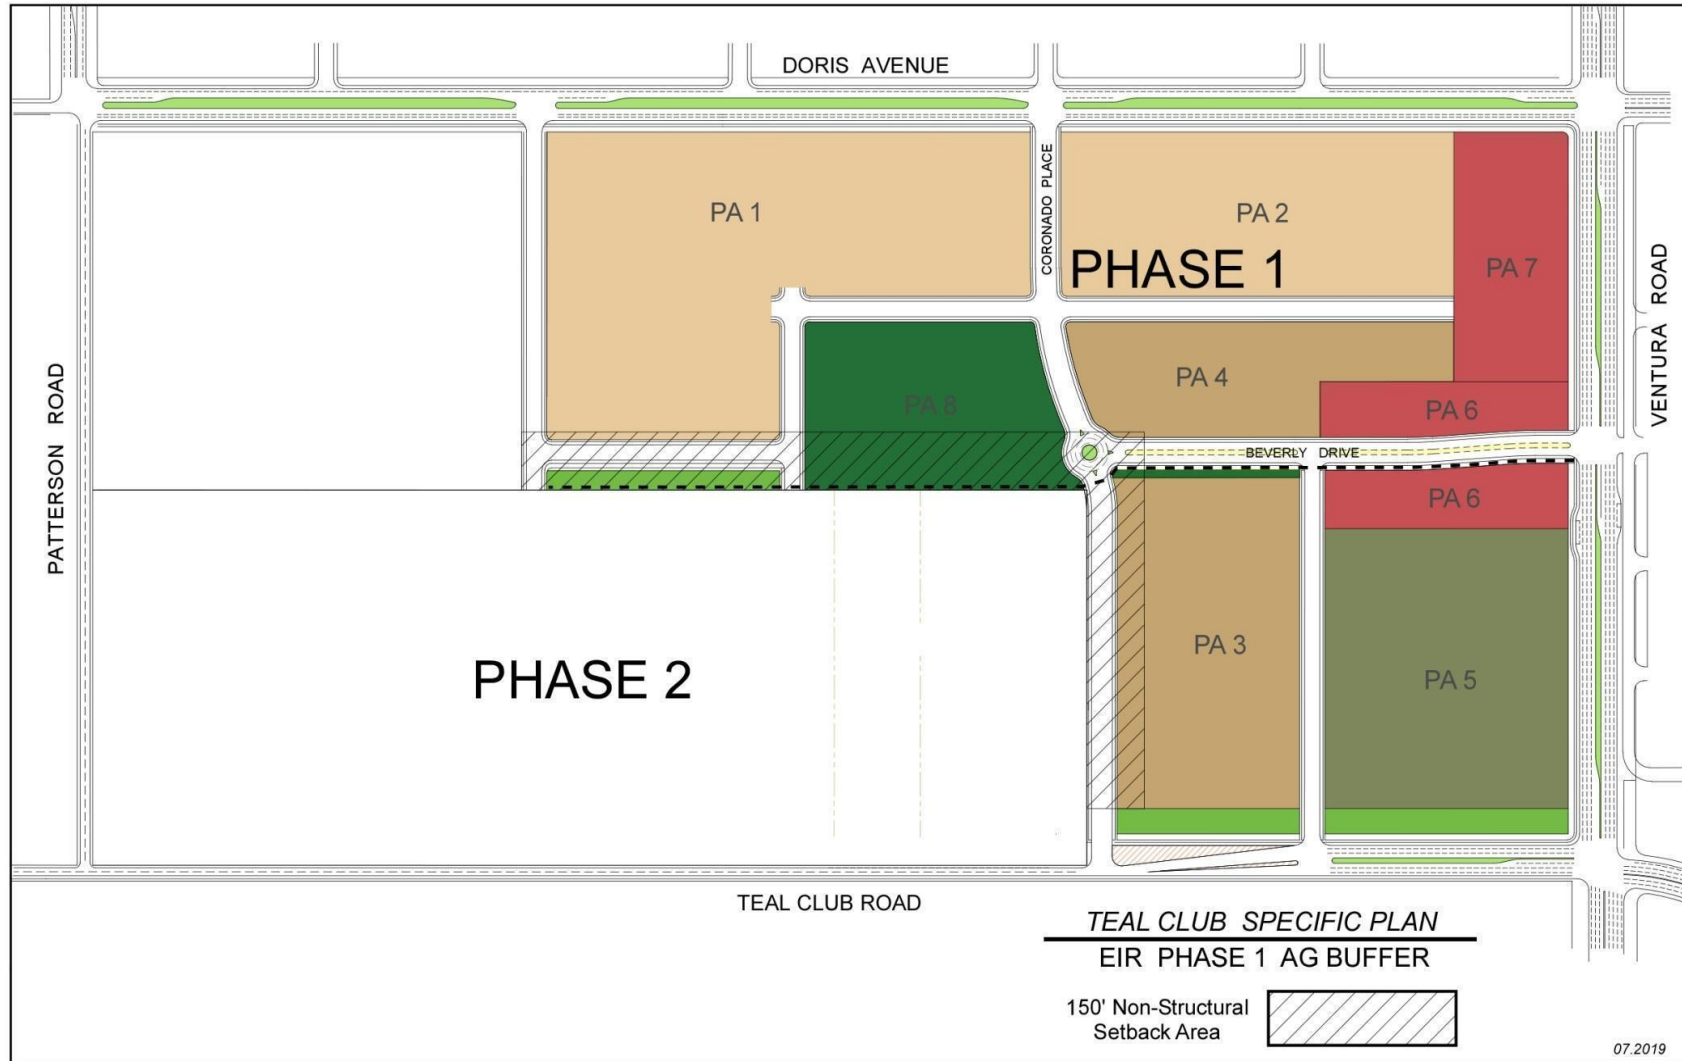 DORIS AVENUE
CORONADO PLACE
PA 1
PA 2
PHASE 1
PA 7
VENTURA ROAD
PATTERSON ROAD
PA 8
PA 4
PA 6
BEVERLY DRIVE
PA 6
PA 3
PA 5
PHASE 2
TEAL CLUB ROAD
TEAL CLUB SPECIFIC PLAN
EIR PHASE 1 AG BUFFER
150' Non-Structural
Setback Area
07.2019